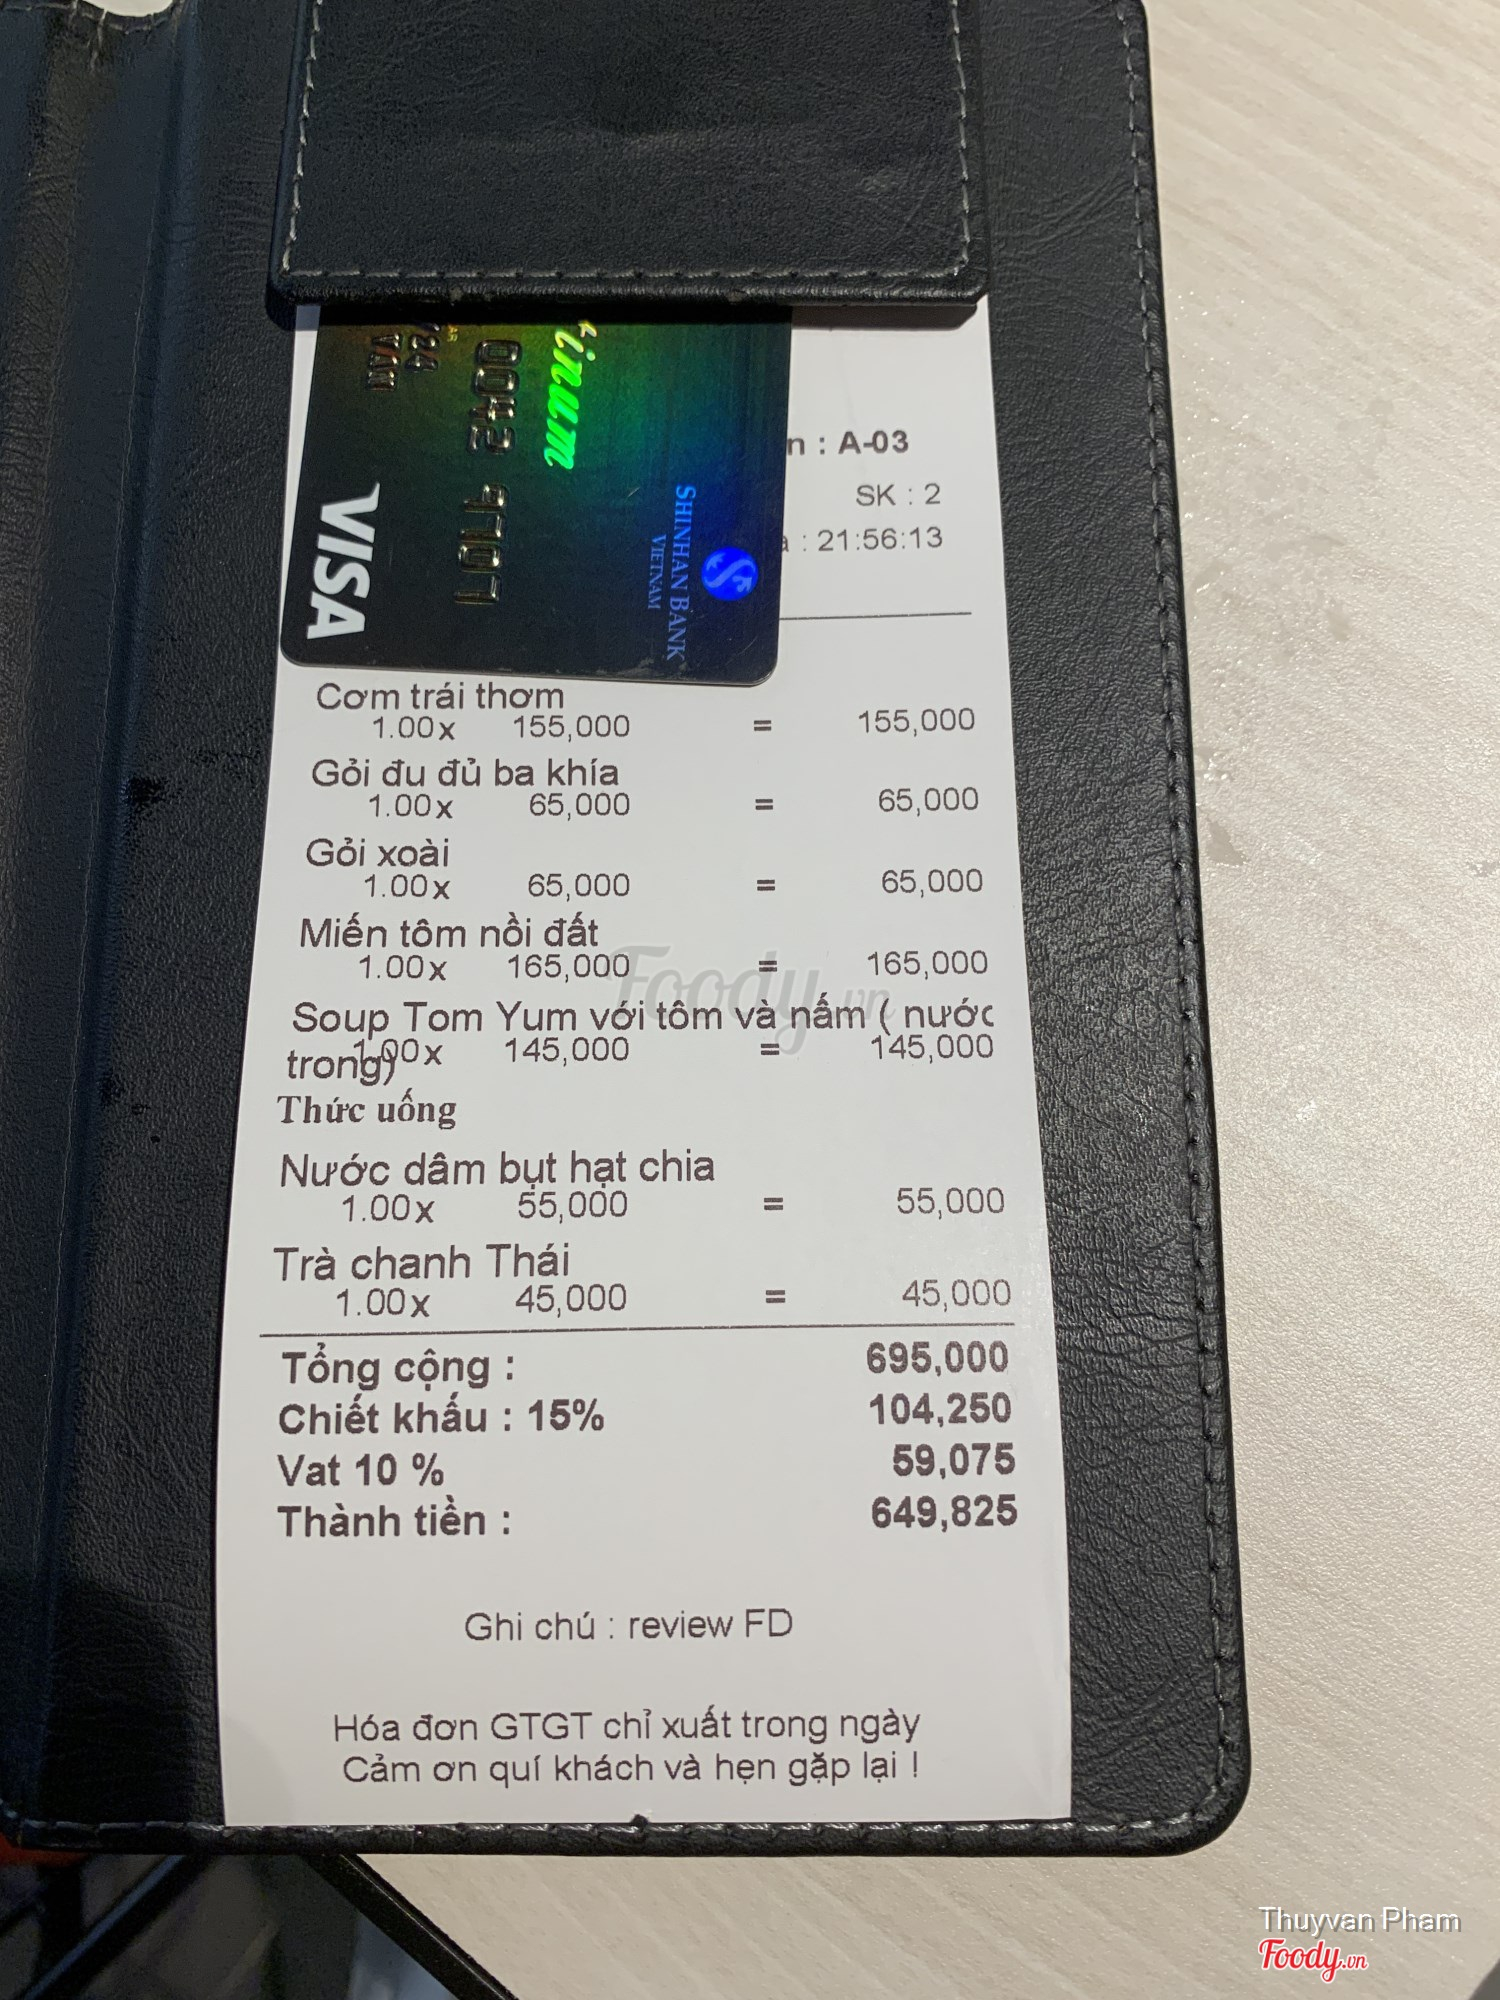 inum
0042 9707
/24
VAN
VISA
SHINHAN BANK
VIETNAM
: A-03
SK : 2
: 21:56:13
Cơm trái thơm
1.00x 155,000 = 155,000
Gỏi đu đủ ba khía
1.00x 65,000 = 65,000
Gỏi xoài
1.00x 65,000 = 65,000
Miến tôm nồi đất
1.00x 165,000 = 165,000
Soup Tom Yum với tôm và nấm ( nước
trong)
1.00x 145,000 = 145,000
Thức uống
Nước dâm bụt hạt chia
1.00x 55,000 = 55,000
Trà chanh Thái
1.00x 45,000 = 45,000
Tổng cộng : 695,000
Chiết khấu : 15% 104,250
Vat 10 % 59,075
Thành tiền : 649,825
Ghi chú : review FD
Hóa đơn GTGT chỉ xuất trong ngày
Cảm ơn quí khách và hẹn gặp lại !
Foody.vn
Thuyvan Pham
Foody.vn